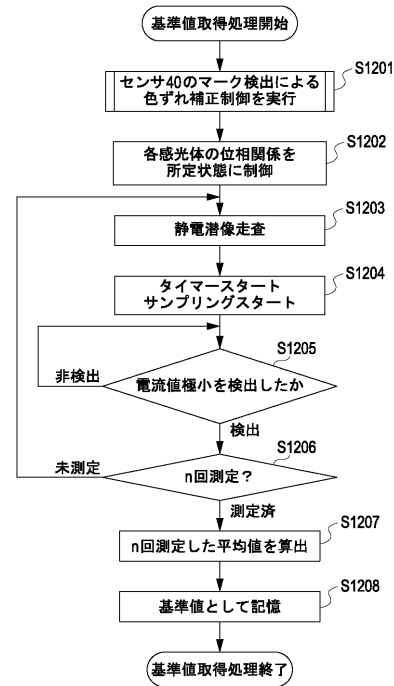 基準値取得処理開始
S1201
センサ40のマーク検出による
色ずれ補正制御を実行
S1202
各感光体の位相関係を
所定状態に制御
S1203
静電潜像走査
S1204
タイマースタート
サンプリングスタート
S1205
電流値極小を検出したか
非検出
検出
S1206
n回測定？
未測定
測定済
S1207
n回測定した平均値を算出
S1208
基準値として記憶
基準値取得処理終了